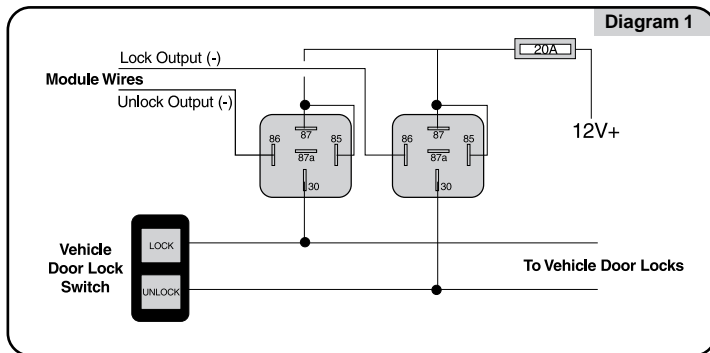 Diagram 1
Lock Output (-)
20A
Module Wires
Unlock Output (-)
12V+
86
87
85
87a
30
86
87
85
87a
30
LOCK
Vehicle
Door Lock
Switch
UNLOCK
To Vehicle Door Locks